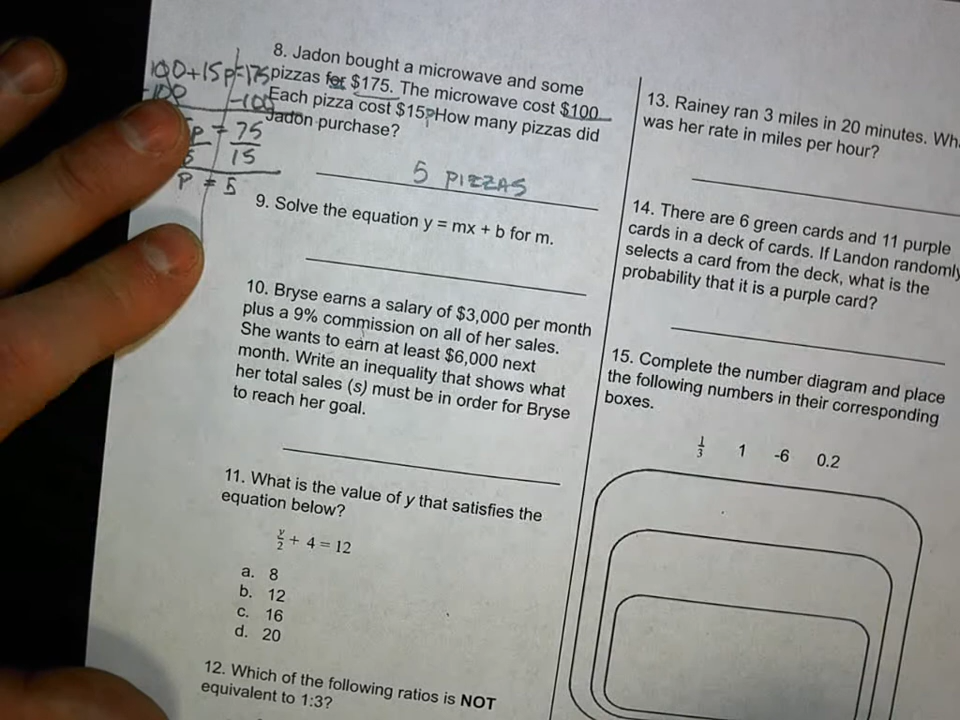 100+15p=175
-100 -100
p = 75
15
p = 5
8. Jadon bought a microwave and some
pizzas for $175. The microwave cost $100
Each pizza cost $15p How many pizzas did
Jadon purchase?
5 PIZZAS
9. Solve the equation y = mx + b for m.
10. Bryse earns a salary of $3,000 per month
plus a 9% commission on all of her sales.
She wants to earn at least $6,000 next
month. Write an inequality that shows what
her total sales (s) must be in order for Bryse
to reach her goal.
11. What is the value of y that satisfies the
equation below?
y/2 + 4 = 12
a. 8
b. 12
c. 16
d. 20
12. Which of the following ratios is NOT
equivalent to 1:3?
13. Rainey ran 3 miles in 20 minutes.
was her rate in miles per hour?
14. There are 6 green cards and 11 purple
cards in a deck of cards. If Landon randomly
selects a card from the deck, what is the
probability that it is a purple card?
15. Complete the number diagram and place
the following numbers in their corresponding
boxes.
1/3 1 -6 0.2